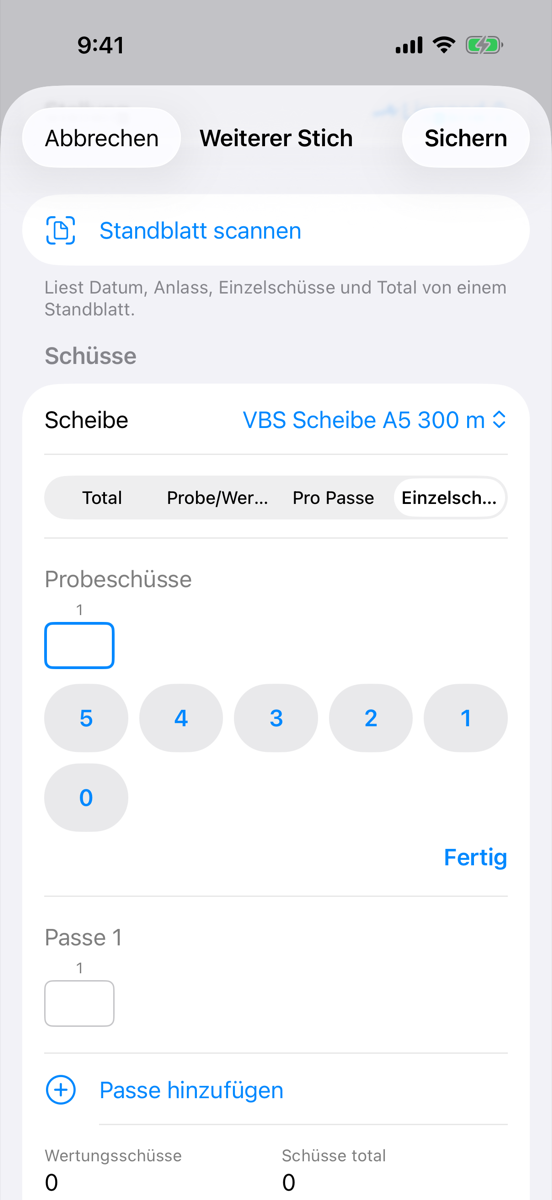 9:41
Abbrechen
Weiterer Stich
Sichern
Standblatt scannen
Liest Datum, Anlass, Einzelschüsse und Total von einem
Standblatt.
Schüsse
Scheibe
VBS Scheibe A5 300 m
Total
Probe/Wer...
Pro Passe
Einzelsch...
Probeschüsse
1
5
4
3
2
1
0
Fertig
Passe 1
1
Passe hinzufügen
Wertungsschüsse
Schüsse total
0
0